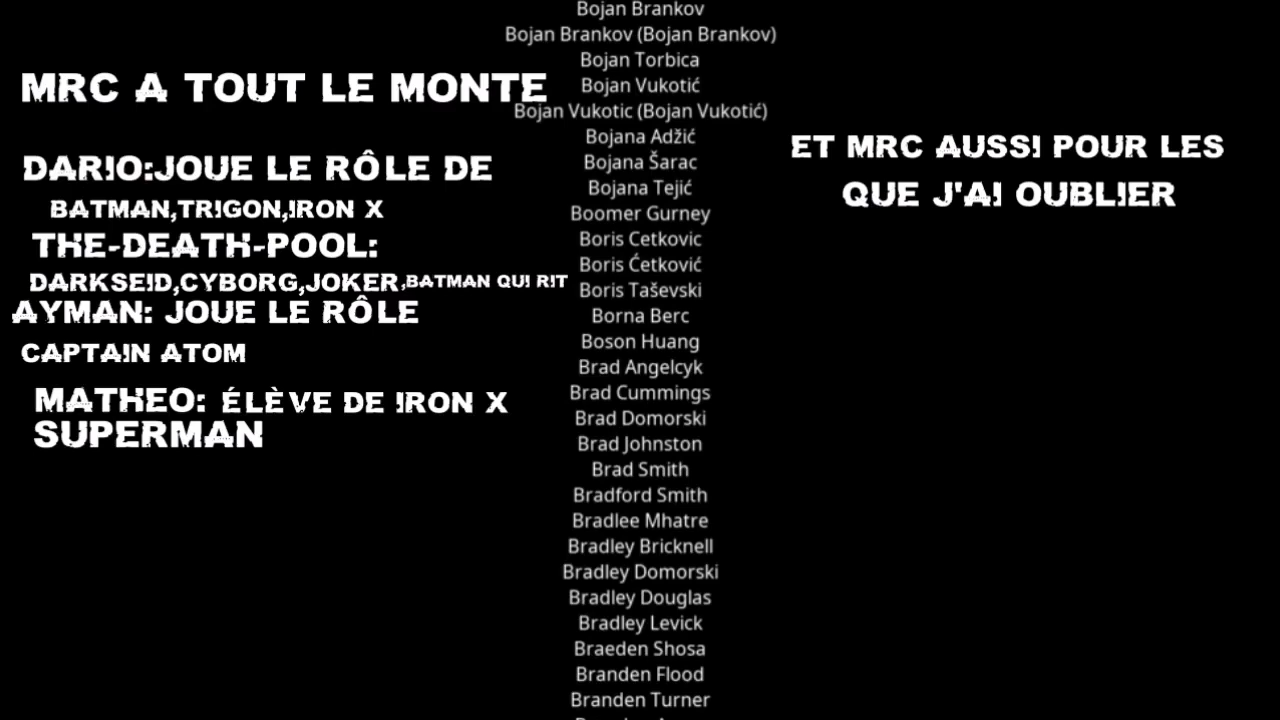 MRC A TOUT LE MONTE
DARIO:JOUE LE RÔLE DE
BATMAN,TRIGON,IRON X
THE-DEATH-POOL:
DARKSEID,CYBORG,JOKER,BATMAN QUI RIT
AYMAN: JOUE LE RÔLE
CAPTAIN ATOM
MATHEO: ÉLÈVE DE IRON X
SUPERMAN
Bojan Brankov
Bojan Brankov (Bojan Brankov)
Bojan Torbica
Bojan Vukotić
Bojan Vukotic (Bojan Vukotić)
Bojana Adžić
Bojana Šarac
Bojana Tejić
Boomer Gurney
Boris Cetkovic
Boris Ćetković
Boris Taševski
Borna Berc
Boson Huang
Brad Angelcyk
Brad Cummings
Brad Domorski
Brad Johnston
Brad Smith
Bradford Smith
Bradlee Mhatre
Bradley Bricknell
Bradley Domorski
Bradley Douglas
Bradley Levick
Braeden Shosa
Branden Flood
Branden Turner
ET MRC AUSSI POUR LES
QUE J'AI OUBLIER